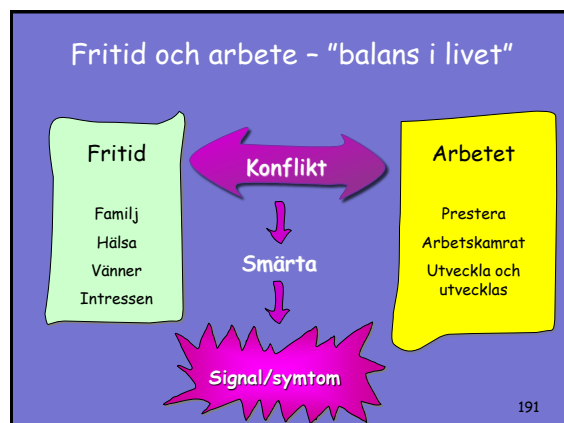 Fritid och arbete – ”balans i livet”
Fritid
Familj
Hälsa
Vänner
Intressen
Konflikt
Smärta
Signal/symtom
Arbetet
Prestera
Arbetskamrat
Utveckla och
utvecklas
191